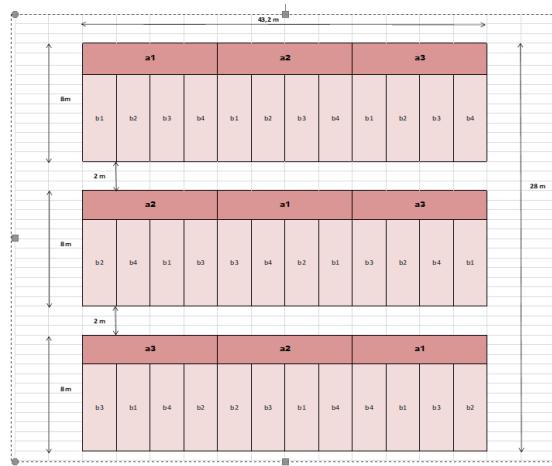 43,2 m
a1 a2 a3
8m
b1 b2 b3 b4 b1 b2 b3 b4 b1 b2 b3 b4
2 m
28 m
a2 a1 a3
8 m
b2 b4 b1 b3 b3 b4 b2 b1 b3 b2 b4 b1
2 m
a3 a2 a1
8 m
b3 b1 b4 b2 b2 b3 b1 b4 b4 b1 b3 b2